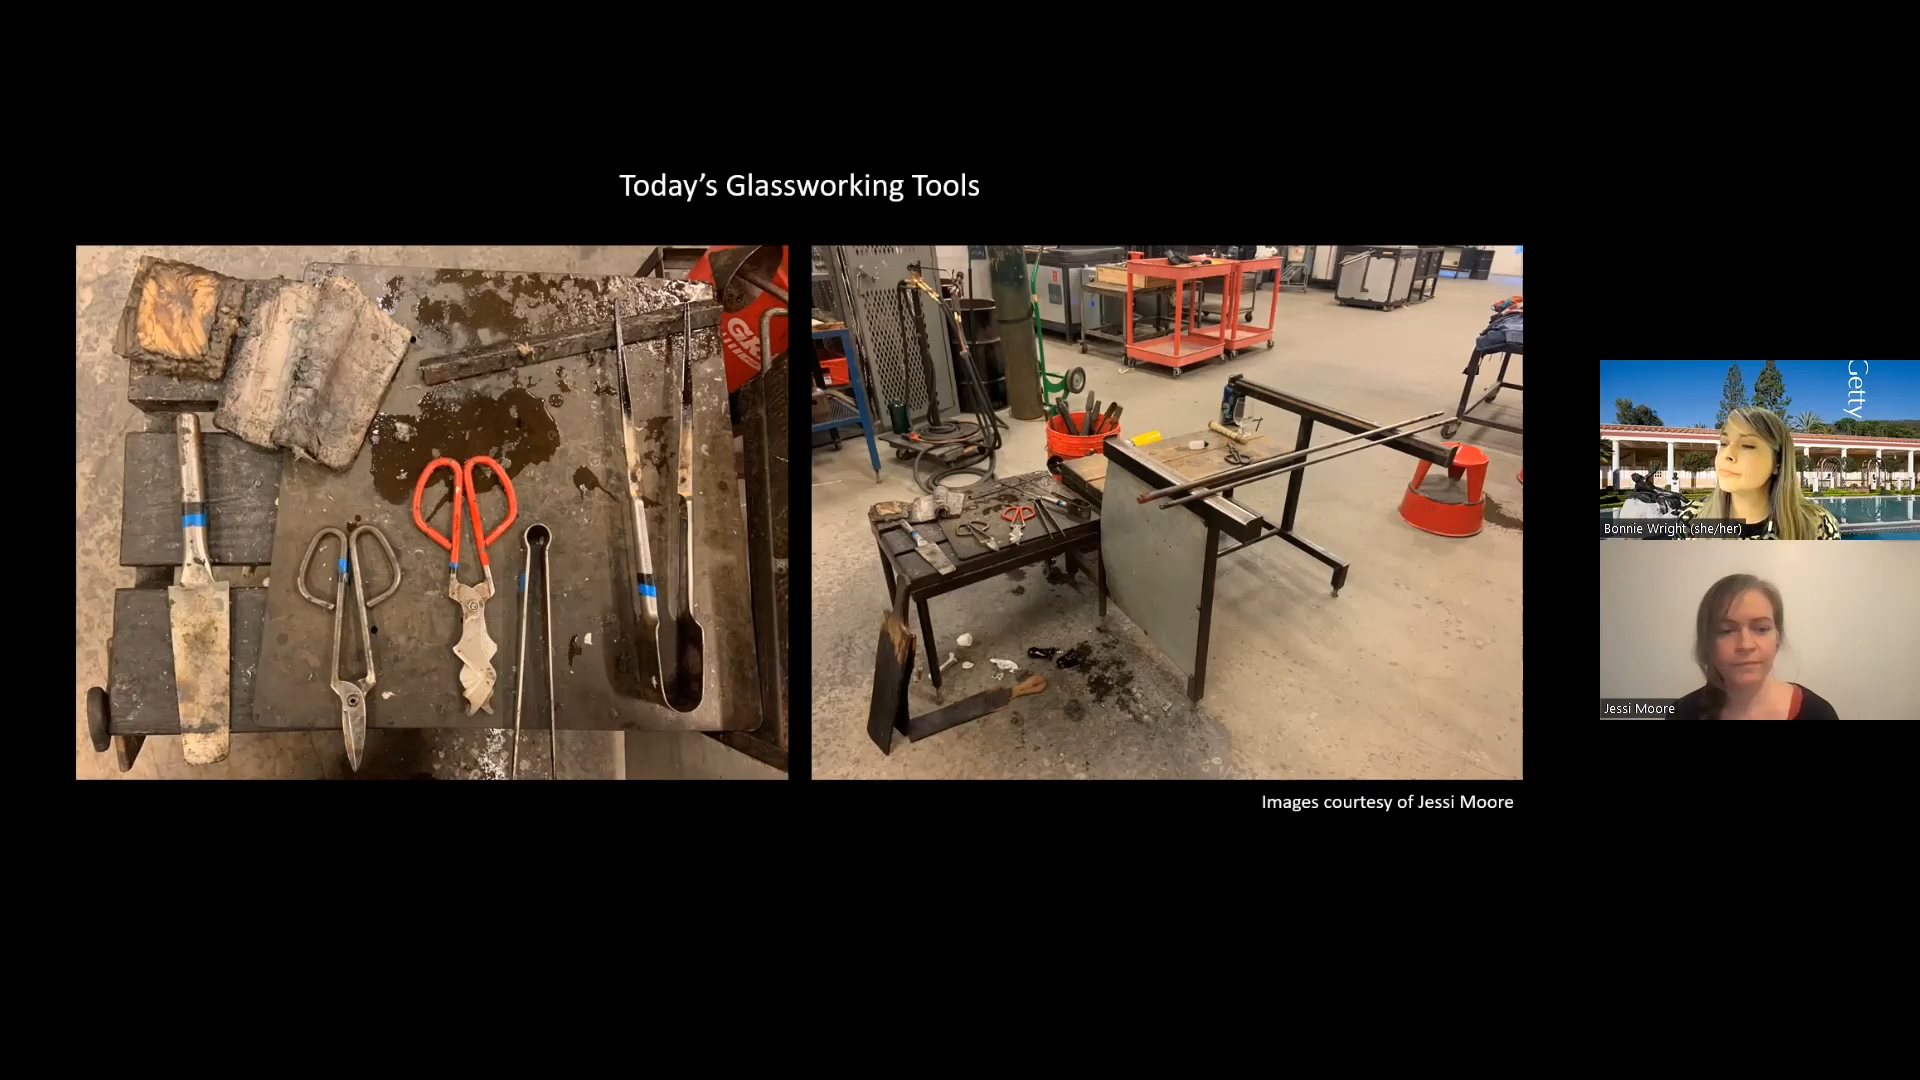 Today's Glassworking Tools
Images courtesy of Jessi Moore
Getty
Bonnie Wright (she/her)
Jessi Moore